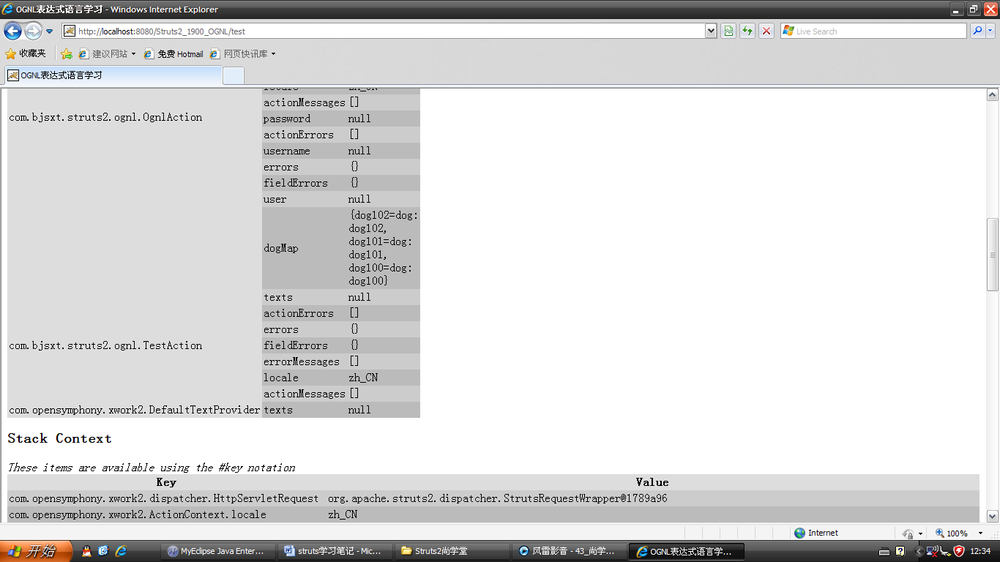 OGNL表达式语言学习 - Windows Internet Explorer
http://localhost:8080/Struts2_1900_OGNL/test
Live Search
收藏夹 建议网站 免费 Hotmail 网页快讯库
OGNL表达式语言学习
locale zh_CN
actionMessages []
com.bjsxt.struts2.ognl.OgnlAction
password null
actionErrors []
username null
errors {}
fieldErrors {}
user null
dogMap
{dog102=dog:
dog102,
dog101=dog:
dog101,
dog100=dog:
dog100}
texts null
actionErrors []
errors {}
com.bjsxt.struts2.ognl.TestAction fieldErrors {}
errorMessages []
locale zh_CN
actionMessages []
com.opensymphony.xwork2.DefaultTextProvider texts null
Stack Context
These items are available using the #key notation
Key Value
com.opensymphony.xwork2.dispatcher.HttpServletRequest org.apache.struts2.dispatcher.StrutsRequestWrapper@1789a96
com.opensymphony.xwork2.ActionContext.locale zh_CN
Internet 100%
开始 MyEclipse Java Enter... struts学习笔记 - Mic... Struts2尚学堂 风雷影音 - 43_尚学... OGNL表达式语言学... 12:34